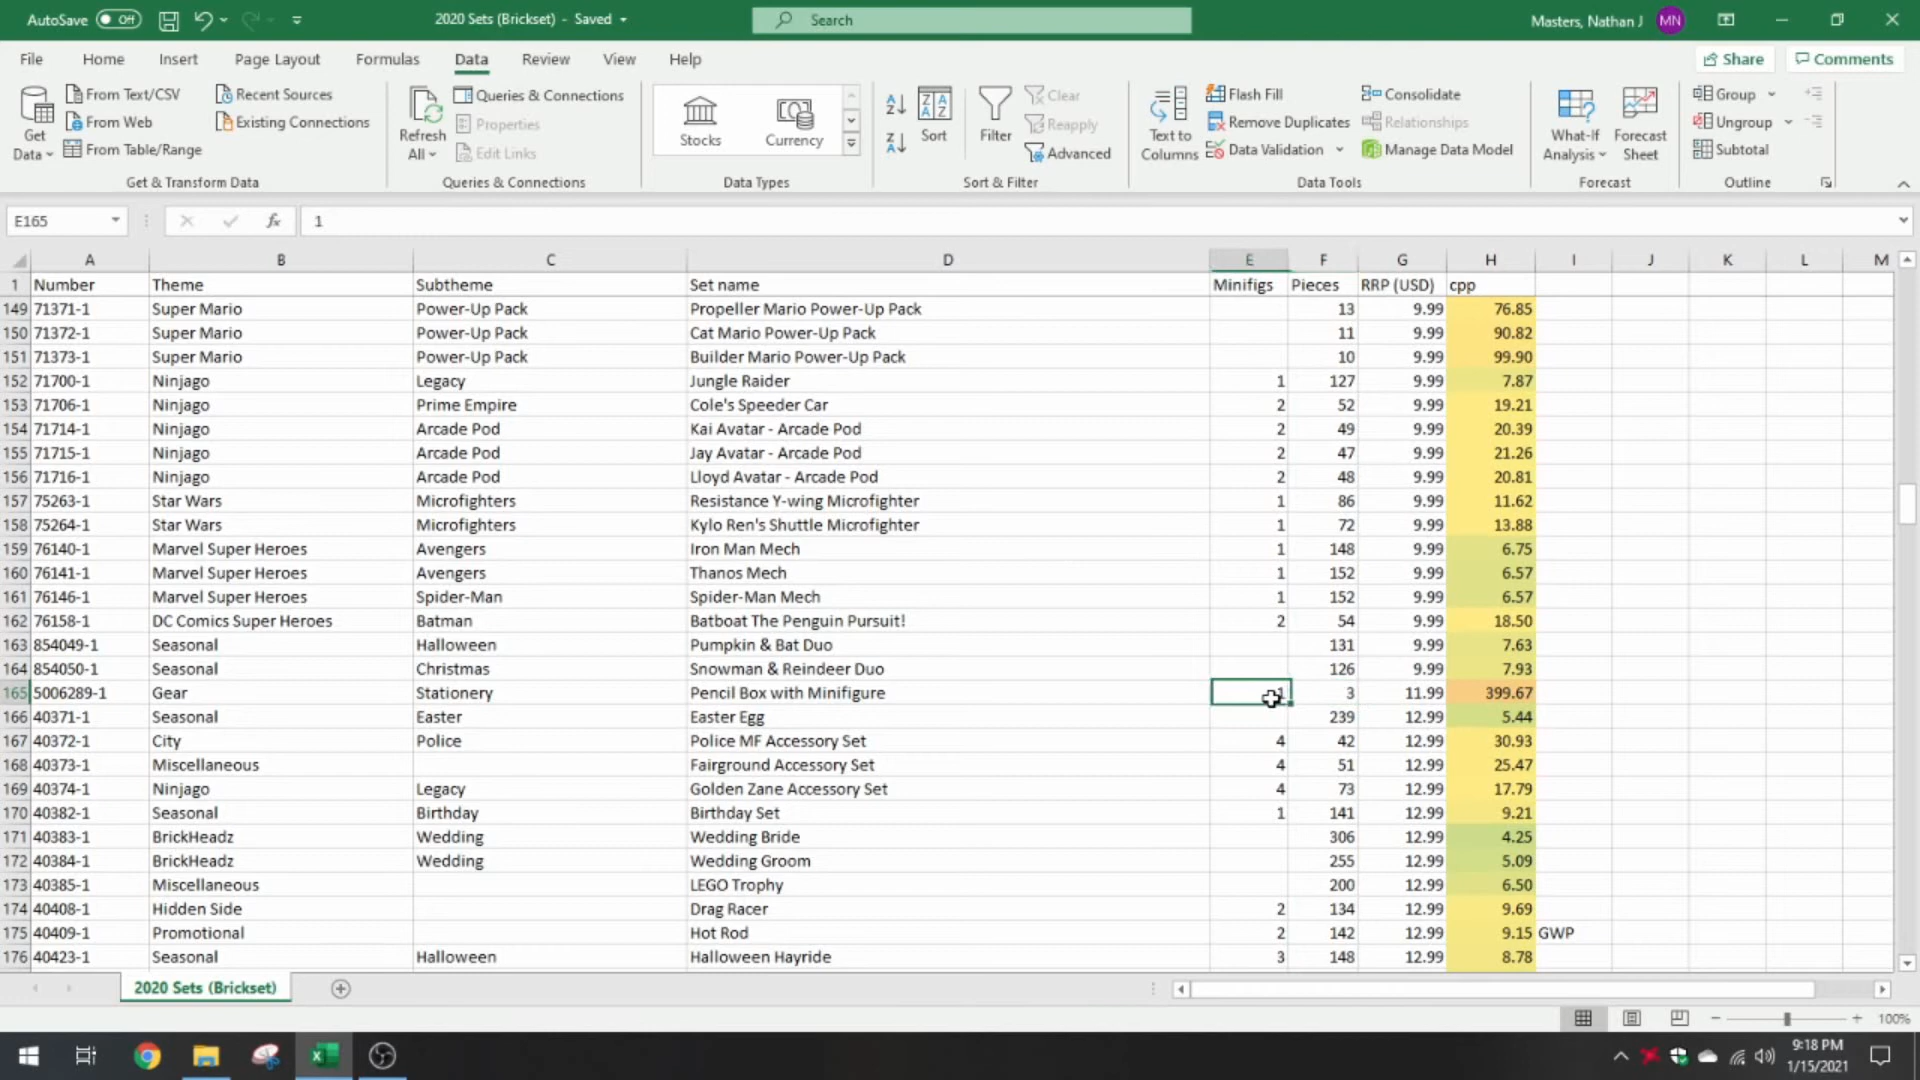 AutoSave Off 2020 Sets (Brickset) - Saved Search Masters, Nathan J MN
File Home Insert Page Layout Formulas Data Review View Help Share Comments
Get Data From Text/CSV From Web From Table/Range Recent Sources Existing Connections
Get & Transform Data
Refresh All Queries & Connections Properties Edit Links
Queries & Connections
Stocks Currency
Data Types
A Z Z A Sort Filter Clear Reapply Advanced
Sort & Filter
Text to Columns Flash Fill Remove Duplicates Data Validation Consolidate Relationships Manage Data Model
Data Tools
What-If Analysis Forecast Sheet
Forecast
Group Ungroup Subtotal
Outline
E165 fx 1
A B C D E F G H I J K L M
1 Number Theme Subtheme Set name Minifigs Pieces RRP (USD) cpp
149 71371-1 Super Mario Power-Up Pack Propeller Mario Power-Up Pack 13 9.99 76.85
150 71372-1 Super Mario Power-Up Pack Cat Mario Power-Up Pack 11 9.99 90.82
151 71373-1 Super Mario Power-Up Pack Builder Mario Power-Up Pack 10 9.99 99.90
152 71700-1 Ninjago Legacy Jungle Raider 1 127 9.99 7.87
153 71706-1 Ninjago Prime Empire Cole's Speeder Car 2 52 9.99 19.21
154 71714-1 Ninjago Arcade Pod Kai Avatar - Arcade Pod 2 49 9.99 20.39
155 71715-1 Ninjago Arcade Pod Jay Avatar - Arcade Pod 2 47 9.99 21.26
156 71716-1 Ninjago Arcade Pod Lloyd Avatar - Arcade Pod 2 48 9.99 20.81
157 75263-1 Star Wars Microfighters Resistance Y-wing Microfighter 1 86 9.99 11.62
158 75264-1 Star Wars Microfighters Kylo Ren's Shuttle Microfighter 1 72 9.99 13.88
159 76140-1 Marvel Super Heroes Avengers Iron Man Mech 1 148 9.99 6.75
160 76141-1 Marvel Super Heroes Avengers Thanos Mech 1 152 9.99 6.57
161 76146-1 Marvel Super Heroes Spider-Man Spider-Man Mech 1 152 9.99 6.57
162 76158-1 DC Comics Super Heroes Batman Batboat The Penguin Pursuit! 2 54 9.99 18.50
163 854049-1 Seasonal Halloween Pumpkin & Bat Duo 131 9.99 7.63
164 854050-1 Seasonal Christmas Snowman & Reindeer Duo 126 9.99 7.93
165 5006289-1 Gear Stationery Pencil Box with Minifigure 1 3 11.99 399.67
166 40371-1 Seasonal Easter Easter Egg 239 12.99 5.44
167 40372-1 City Police Police MF Accessory Set 4 42 12.99 30.93
168 40373-1 Miscellaneous Fairground Accessory Set 4 51 12.99 25.47
169 40374-1 Ninjago Legacy Golden Zane Accessory Set 4 73 12.99 17.79
170 40382-1 Seasonal Birthday Birthday Set 1 141 12.99 9.21
171 40383-1 BrickHeadz Wedding Wedding Bride 306 12.99 4.25
172 40384-1 BrickHeadz Wedding Wedding Groom 255 12.99 5.09
173 40385-1 Miscellaneous LEGO Trophy 200 12.99 6.50
174 40408-1 Hidden Side Drag Racer 2 134 12.99 9.69
175 40409-1 Promotional Hot Rod 2 142 12.99 9.15 GWP
176 40423-1 Seasonal Halloween Halloween Hayride 3 148 12.99 8.78
2020 Sets (Brickset)
100%
9:18 PM
1/15/2021